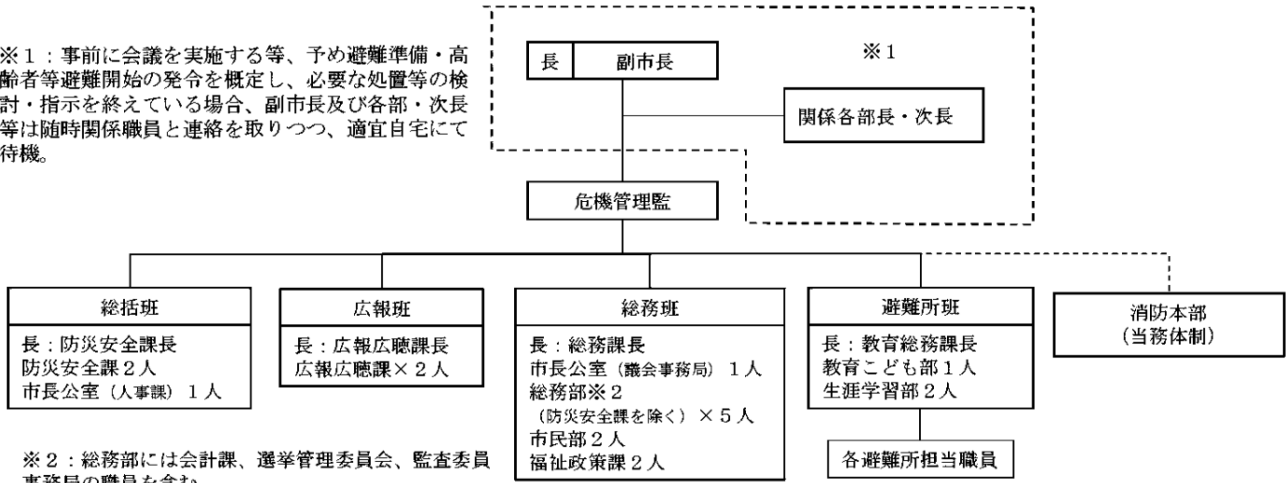 ※1：事前に会議を実施する等、予め避難準備・高
齢者等避難開始の発令を概定し、必要な処置等の検
討・指示を終えている場合、副市長及び各部・次長
等は随時関係職員と連絡を取りつつ、適宜自宅にて
待機。
長 副市長
※1
関係各部長・次長
危機管理監
総括班
長：防災安全課長
防災安全課2人
市長公室（人事課）1人
広報班
長：広報広聴課長
広報広聴課×2人
総務班
長：総務課長
市長公室（議会事務局）1人
総務部※2
（防災安全課を除く）×5人
市民部2人
福祉政策課2人
避難所班
長：教育総務課長
教育こども部1人
生涯学習部2人
各避難所担当職員
消防本部
（当務体制）
※2：総務部には会計課、選挙管理委員会、監査委員
事務局の職員を含む